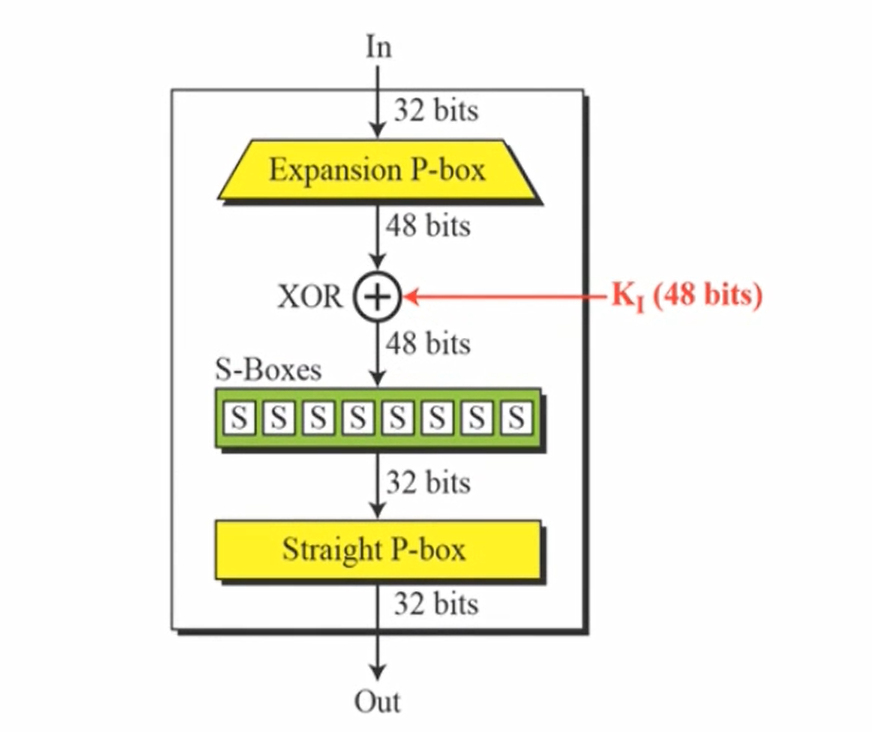 In
32 bits
Expansion P-box
48 bits
XOR + K_I (48 bits)
48 bits
S-Boxes
S S S S S S S S
32 bits
Straight P-box
32 bits
Out